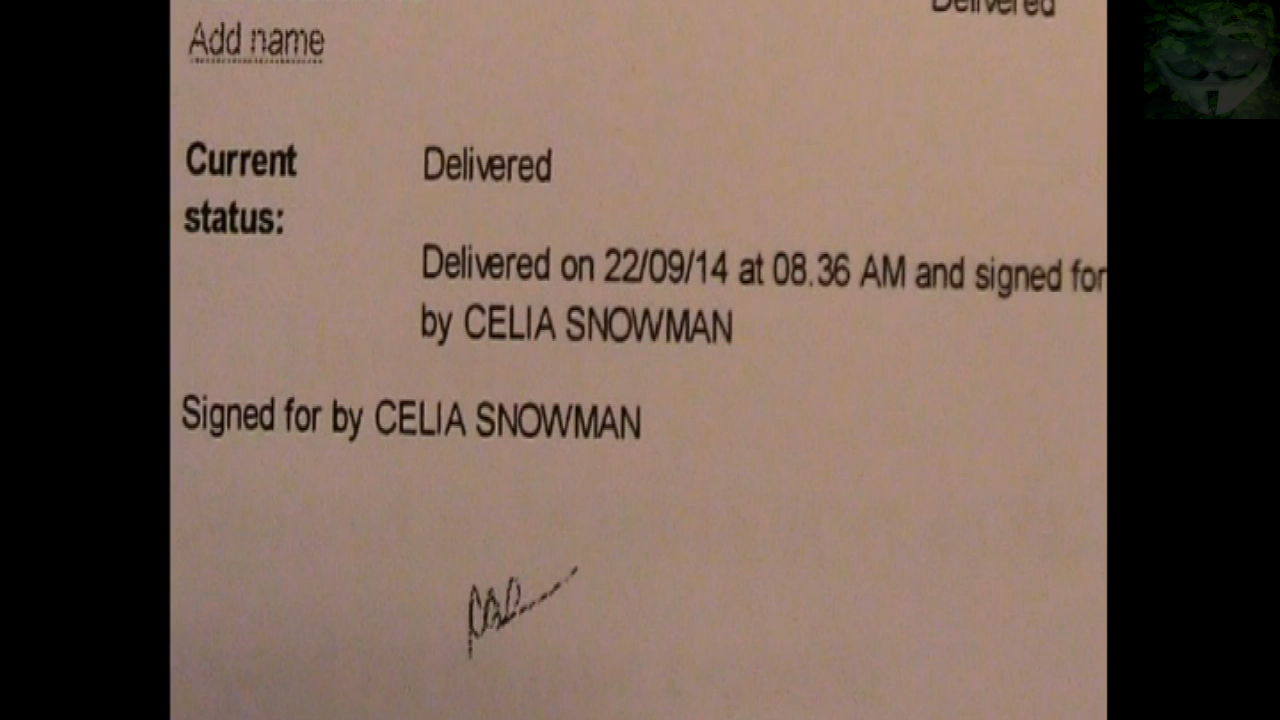 Delivered
Add name
Current
status:
Delivered
Delivered on 22/09/14 at 08.36 AM and signed for
by CELIA SNOWMAN
Signed for by CELIA SNOWMAN